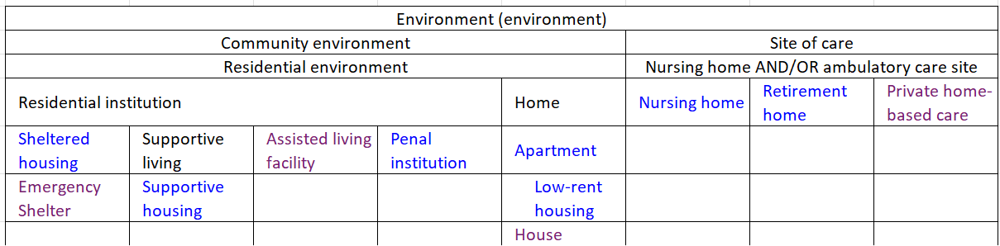 Environment (environment)
Community environment
Site of care
Residential environment
Nursing home AND/OR ambulatory care site
Residential institution
Home
Nursing home
Retirement
home
Private home-
based care
Sheltered
housing
Supportive
living
Assisted living
facility
Penal
institution
Apartment
Emergency
Shelter
Supportive
housing
Low-rent
housing
House